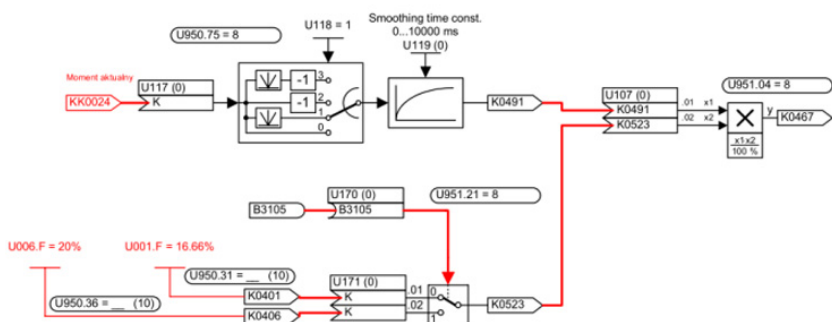 Smoothing time const.
0...10000 ms
U119 (0)
U118 = 1
U950.75 = 8
Moment aktualny
KK0024
U117 (0)
K
-1
3
-1
2
1
0
K0491
U107 (0)
K0491
K0523
.01 x1
.02 x2
U951.04 = 8
x1x2
100 %
y
K0467
B3105
U170 (0)
B3105
U951.21 = 8
U006.F = 20%
U001.F = 16.66%
U950.31 = __ (10)
U950.36 = __ (10)
K0401
K0406
U171 (0)
K
K
.01
.02
0
1
K0523